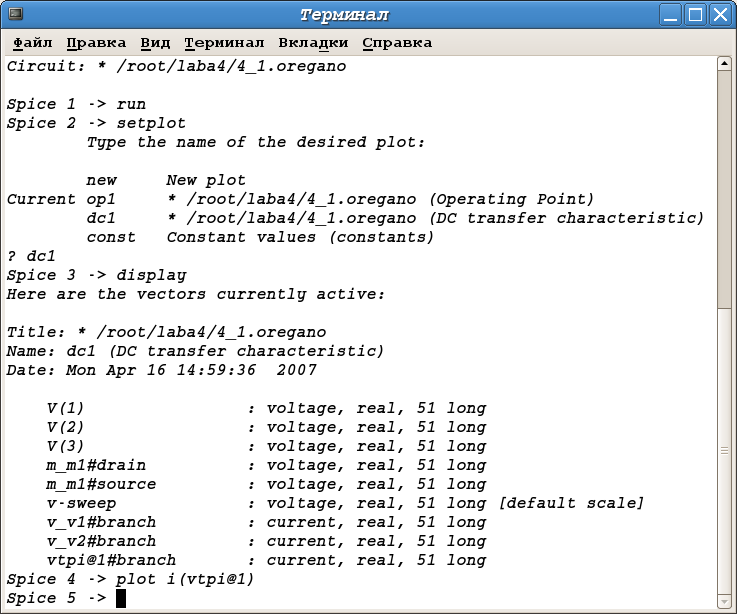 Терминал
Файл Правка Вид Терминал Вкладки Справка
Circuit: * /root/laba4/4_1.oregano
Spice 1 -> run
Spice 2 -> setplot
Type the name of the desired plot:
new New plot
Current op1 * /root/laba4/4_1.oregano (Operating Point)
dc1 * /root/laba4/4_1.oregano (DC transfer characteristic)
const Constant values (constants)
? dc1
Spice 3 -> display
Here are the vectors currently active:
Title: * /root/laba4/4_1.oregano
Name: dc1 (DC transfer characteristic)
Date: Mon Apr 16 14:59:36  2007
V(1) : voltage, real, 51 long
V(2) : voltage, real, 51 long
V(3) : voltage, real, 51 long
m_m1#drain : voltage, real, 51 long
m_m1#source : voltage, real, 51 long
v-sweep : voltage, real, 51 long [default scale]
v_v1#branch : current, real, 51 long
v_v2#branch : current, real, 51 long
vtpi@1#branch : current, real, 51 long
Spice 4 -> plot i(vtpi@1)
Spice 5 ->